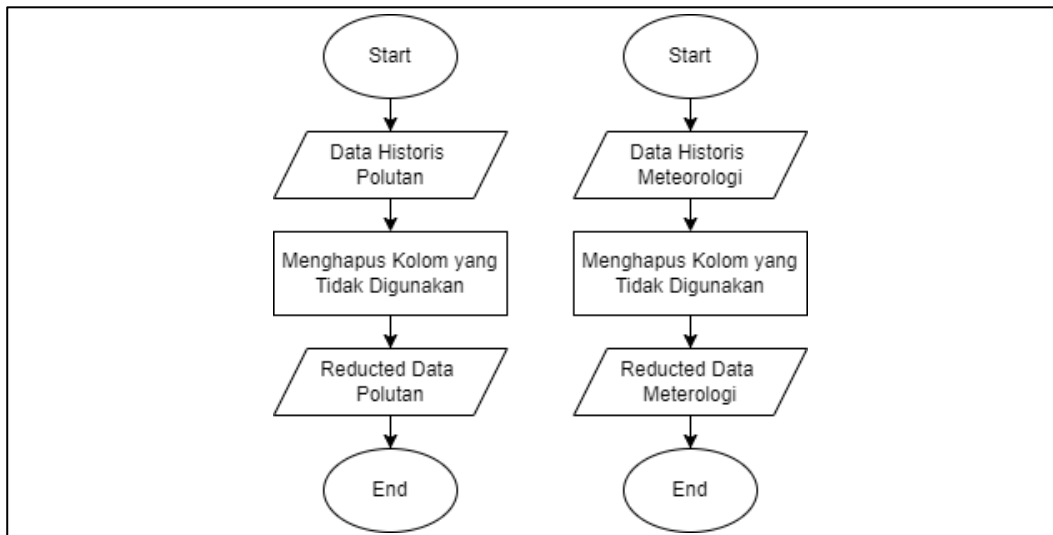 Start
Data Historis
Polutan
Menghapus Kolom yang
Tidak Digunakan
Reducted Data
Polutan
End
Start
Data Historis
Meteorologi
Menghapus Kolom yang
Tidak Digunakan
Reducted Data
Meterologi
End